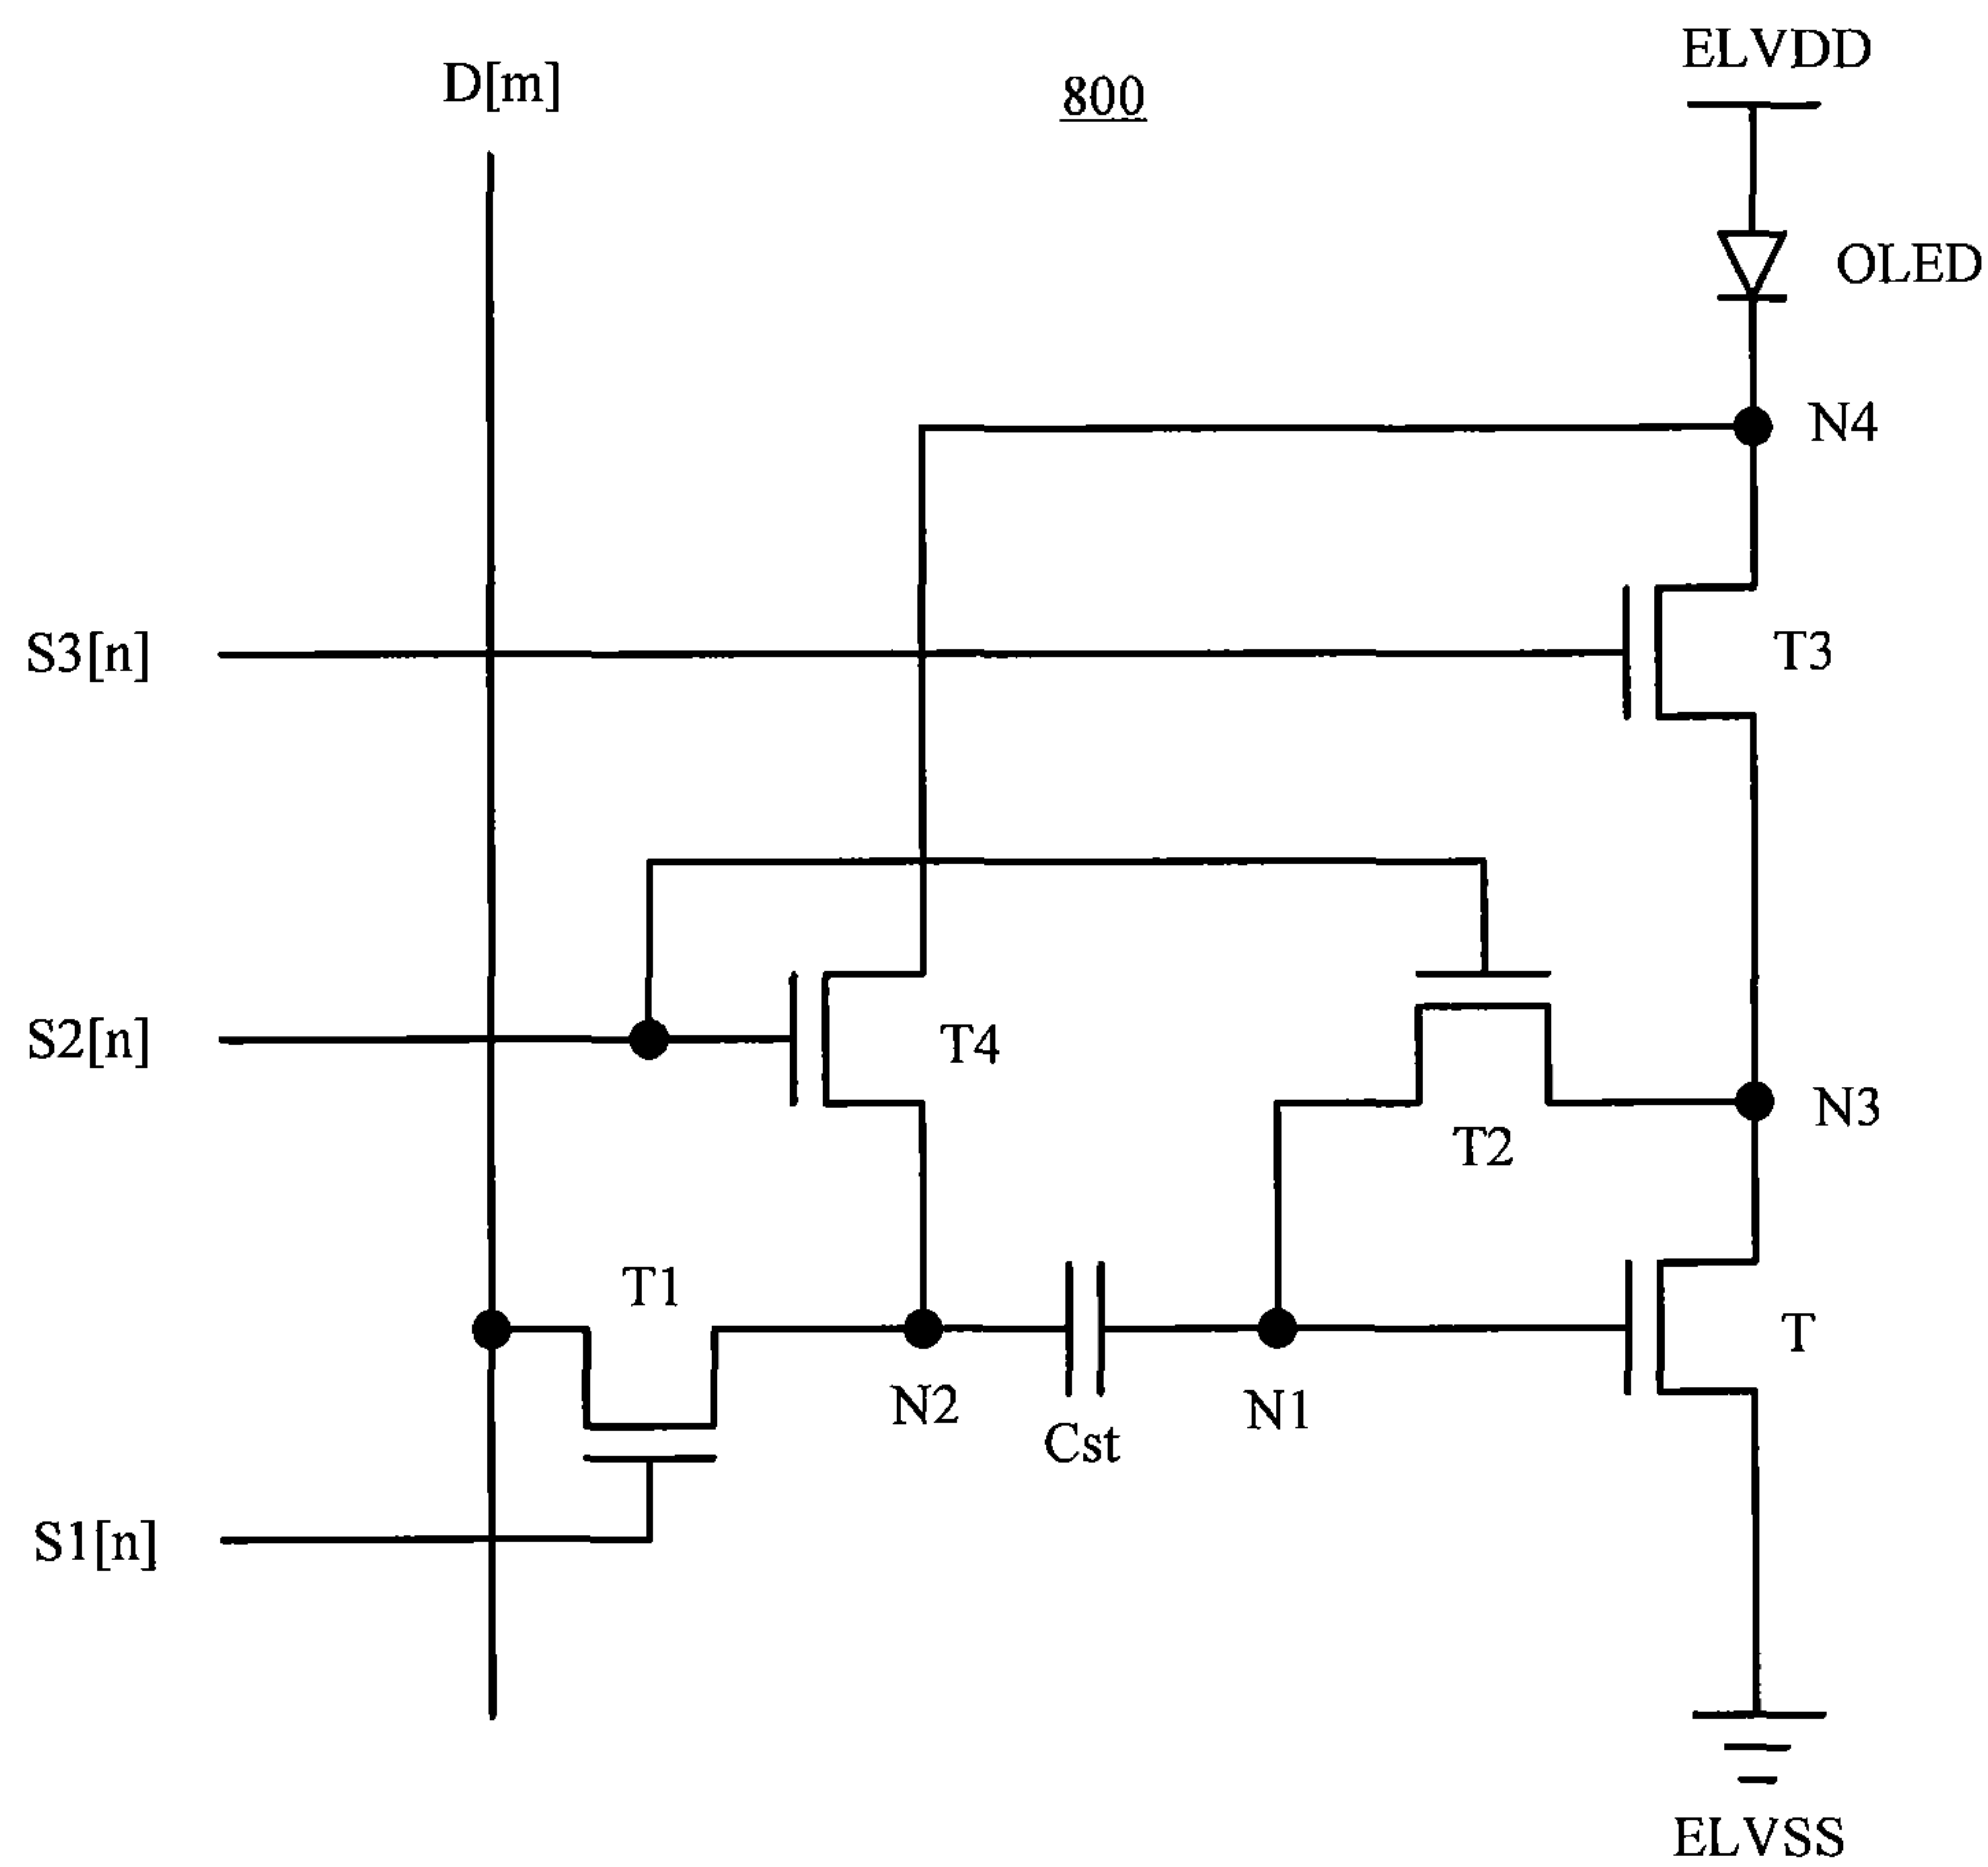 ELVDD
D[m]
800
OLED
N4
S3[n]
T3
S2[n]
T4
N3
T2
T1
T
N2
N1
Cst
S1[n]
ELVSS